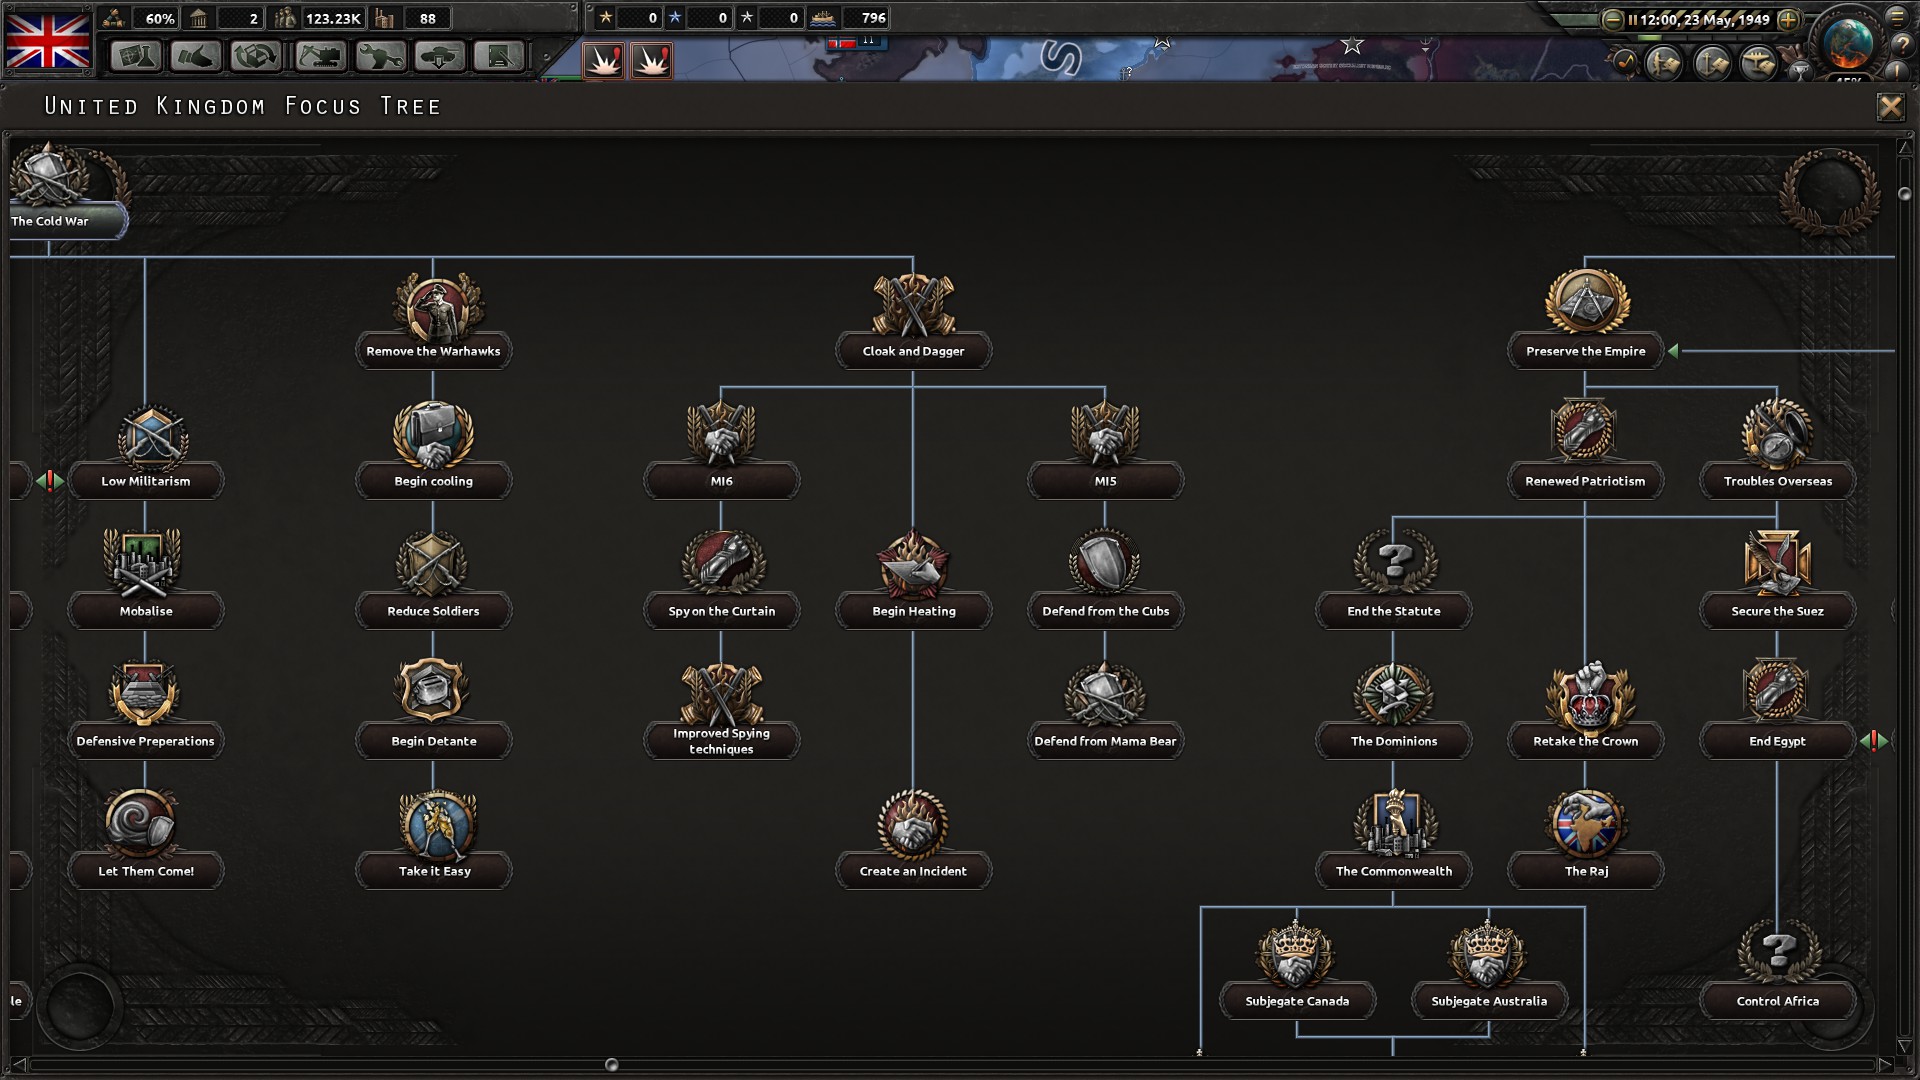 60%
2
123.23K
88
0
0
0
796
12:00, 23 May, 1949
11
United Kingdom Focus Tree
The Cold War
Remove the Warhawks
Cloak and Dagger
Preserve the Empire
Low Militarism
Begin cooling
MI6
MI5
Renewed Patriotism
Troubles Overseas
Mobalise
Reduce Soldiers
Spy on the Curtain
Begin Heating
Defend from the Cubs
End the Statute
Secure the Suez
Defensive Preperations
Begin Detante
Improved Spying
techniques
Defend from Mama Bear
The Dominions
Retake the Crown
End Egypt
Let Them Come!
Take it Easy
Create an Incident
The Commonwealth
The Raj
le
Subjegate Canada
Subjegate Australia
Control Africa